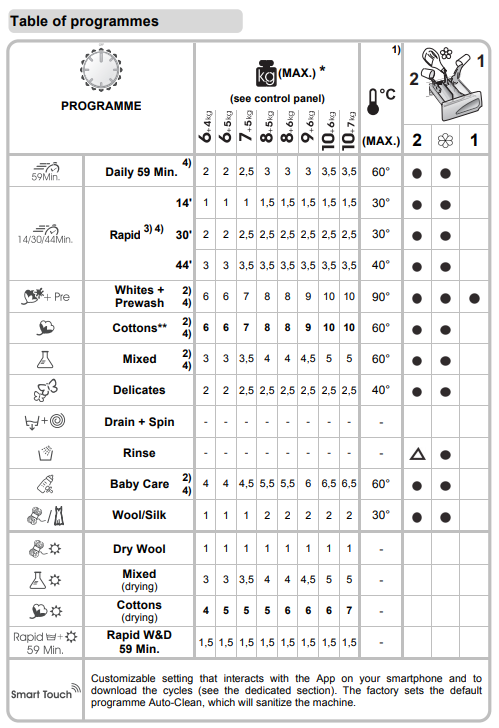 Table of programmes
PROGRAMME
kg (MAX.) *
(see control panel)
6+4kg 6+5kg 7+5kg 8+5kg 8+6kg 9+6kg 10+6kg 10+7kg
1)
°C
(MAX.)
2 1
2 1
59Min. Daily 59 Min. 4) 2 2 2,5 3 3 3 3,5 3,5 60° ● ●
14/30/44Min. Rapid 3) 4)
14' 1 1 1 1,5 1,5 1,5 1,5 1,5 30° ● ●
30' 2 2 2,5 2,5 2,5 2,5 2,5 2,5 30° ● ●
44' 3 3 3,5 3,5 3,5 3,5 3,5 3,5 40° ● ●
+ Pre Whites + Prewash 2) 4) 6 6 7 8 8 9 10 10 90° ● ● ●
Cottons** 2) 4) 6 6 7 8 8 9 10 10 60° ● ●
Mixed 2) 4) 3 3 3,5 4 4 4,5 5 5 60° ● ●
Delicates 2 2 2,5 2,5 2,5 2,5 2,5 2,5 40° ● ●
+ Drain + Spin - - - - - - - - -
Rinse - - - - - - - - - △ ●
Baby Care 2) 4) 4 4 4,5 5,5 5,5 6 6,5 6,5 60° ● ●
/ Wool/Silk 1 1 1 2 2 2 2 2 30° ● ●
Dry Wool 1 1 1 1 1 1 1 1 -
Mixed (drying) 3 3 3,5 4 4 4,5 5 5 -
Cottons (drying) 4 5 5 5 6 6 6 7 -
Rapid + 59 Min. Rapid W&D 59 Min. 1,5 1,5 1,5 1,5 1,5 1,5 1,5 1,5 -
Smart Touch
Customizable setting that interacts with the App on your smartphone and to
download the cycles (see the dedicated section). The factory sets the default
programme Auto-Clean, which will sanitize the machine.